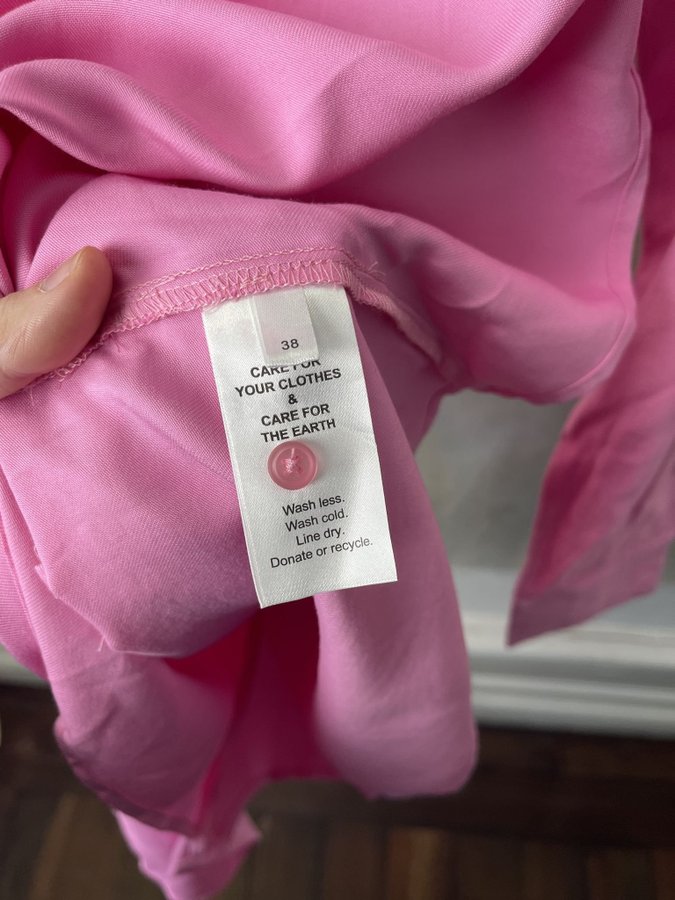 38
CARE FOR
YOUR CLOTHES
&
CARE FOR
THE EARTH
Wash less.
Wash cold.
Line dry.
Donate or recycle.